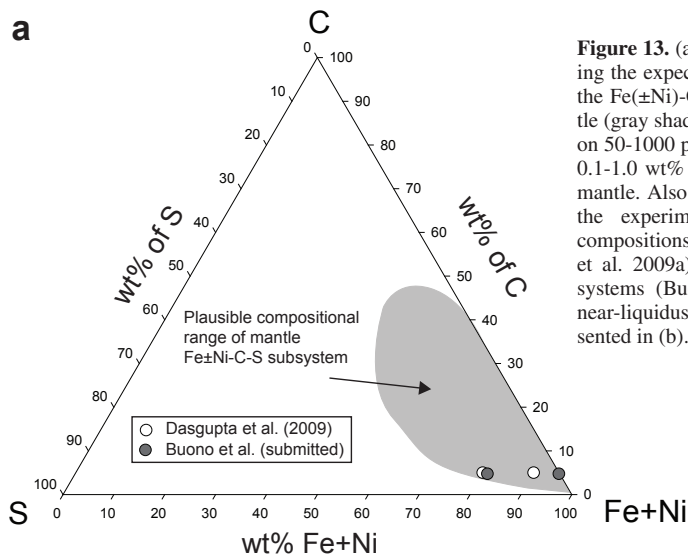 a
C
0
100
10
90
20
80
30
70
40
60
50
50
60
40
70
30
80
20
90
10
100
0
wt% of S
wt% of C
Plausible compositional
range of mantle
Fe±Ni-C-S subsystem
Dasgupta et al. (2009)
Buono et al. (submitted)
S
0 10 20 30 40 50 60 70 80 90 100
Fe+Ni
wt% Fe+Ni
Figure 13. (a
ing the expec
the Fe(±Ni)-
tle (gray shad
on 50-1000 p
0.1-1.0 wt%
mantle. Also
the experim
compositions
et al. 2009a)
systems (Bu
near-liquidus
sented in (b).